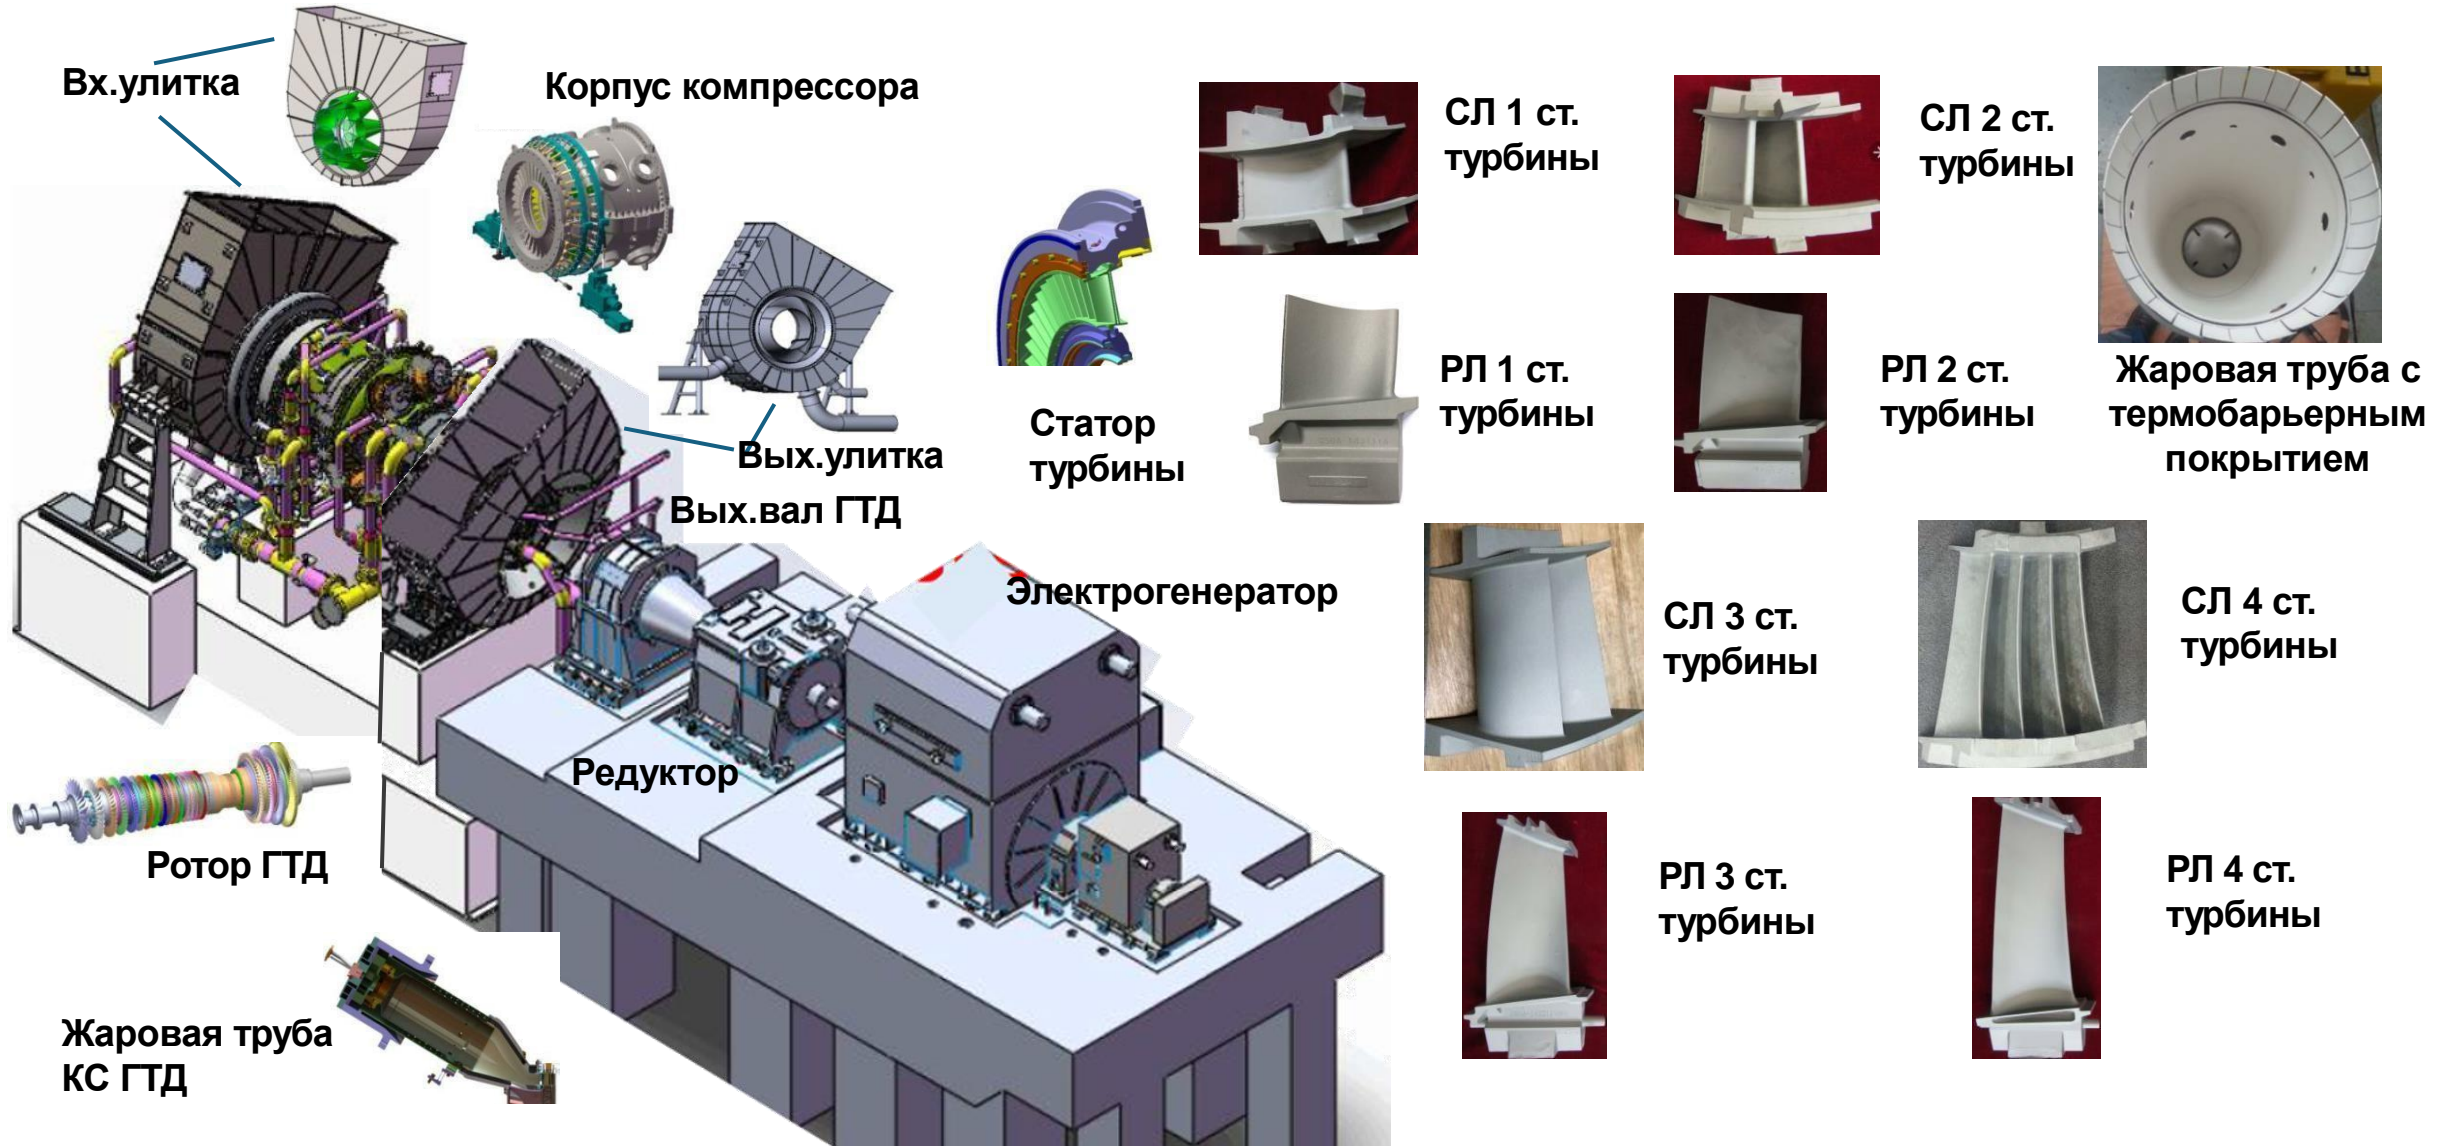 Вх.улитка
Корпус компрессора
СЛ 1 ст.
турбины
СЛ 2 ст.
турбины
РЛ 1 ст.
турбины
РЛ 2 ст.
турбины
Жаровая труба с
термобарьерным
покрытием
Статор
турбины
Вых.улитка
Вых.вал ГТД
Электрогенератор
СЛ 3 ст.
турбины
СЛ 4 ст.
турбины
Редуктор
Ротор ГТД
РЛ 3 ст.
турбины
РЛ 4 ст.
турбины
Жаровая труба
КС ГТД